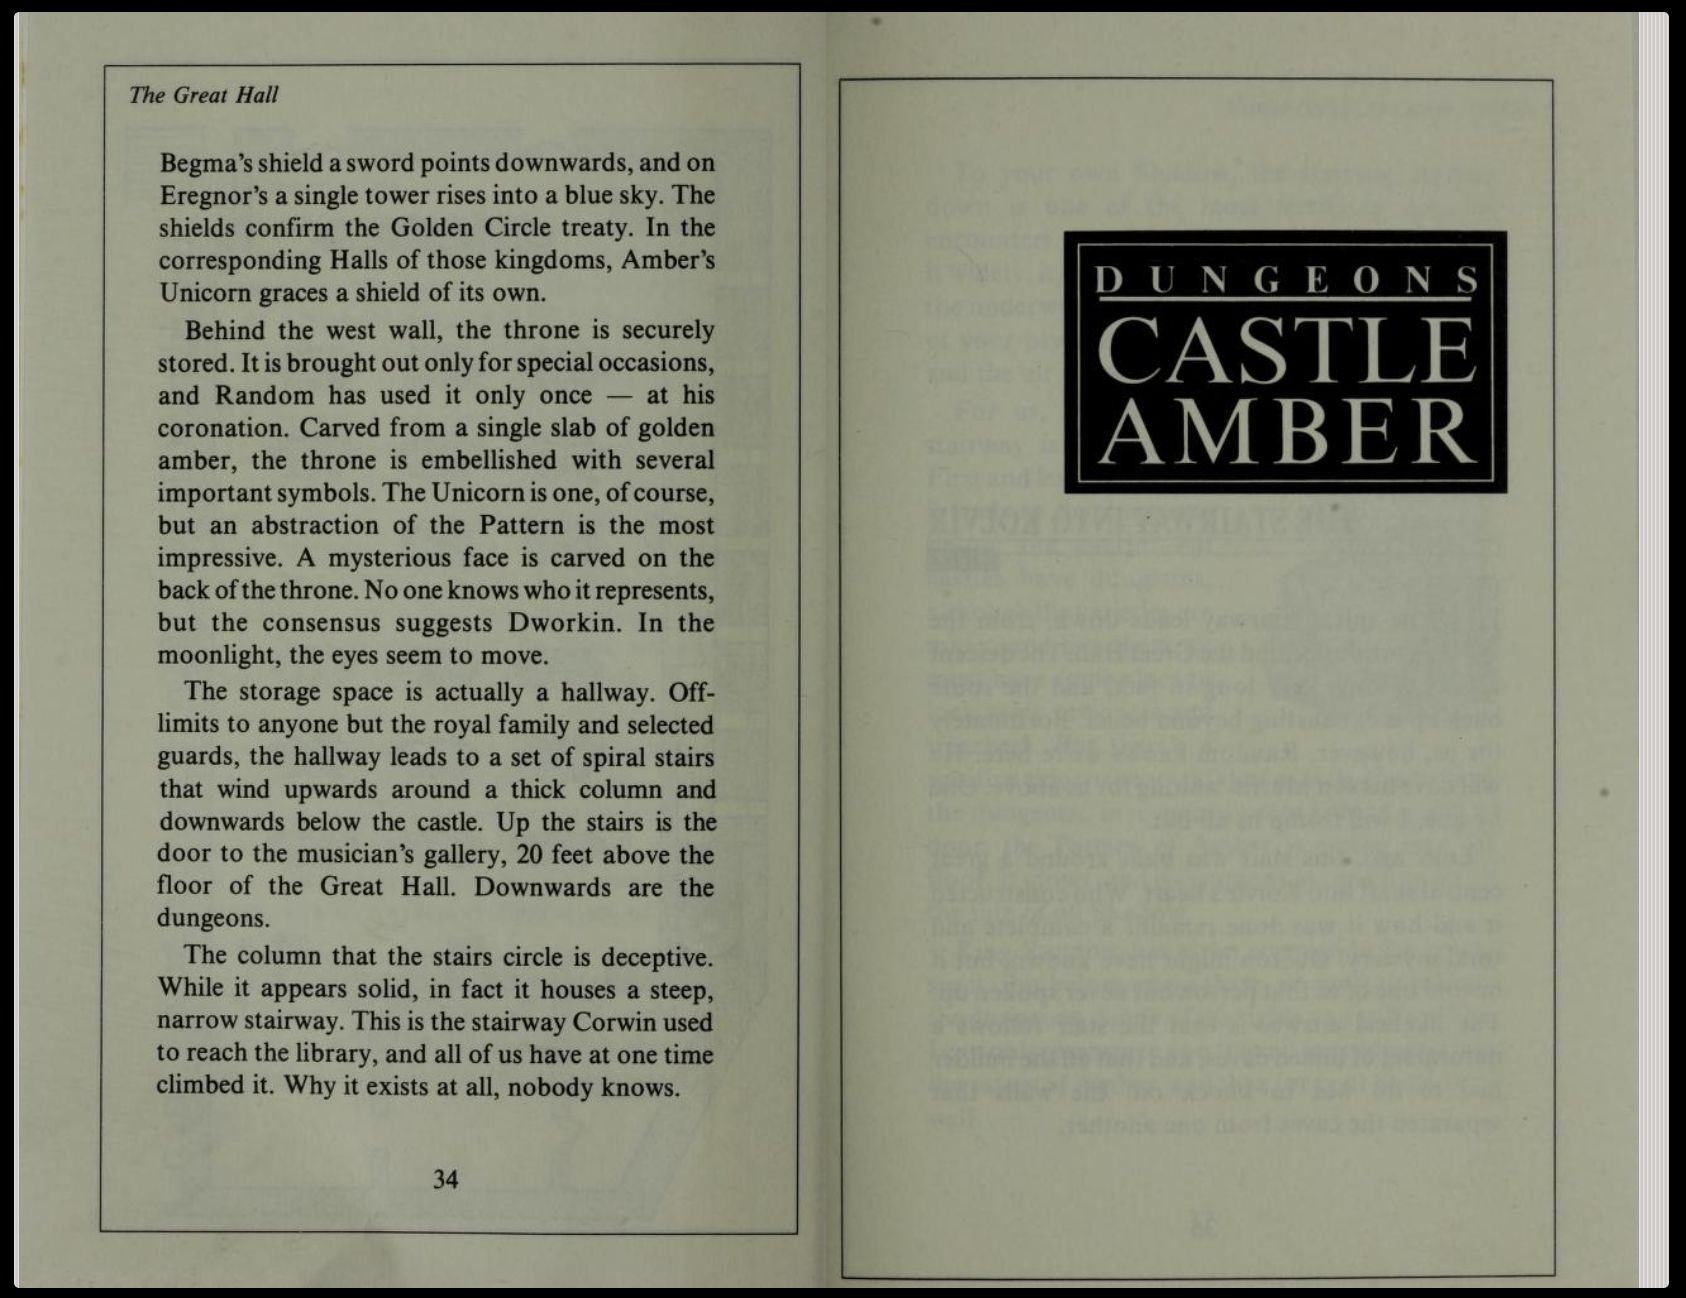 The Great Hall
Begma's shield a sword points downwards, and on
Eregnor's a single tower rises into a blue sky. The
shields confirm the Golden Circle treaty. In the
corresponding Halls of those kingdoms, Amber's
Unicorn graces a shield of its own.
Behind the west wall, the throne is securely
stored. It is brought out only for special occasions,
and Random has used it only once — at his
coronation. Carved from a single slab of golden
amber, the throne is embellished with several
important symbols. The Unicorn is one, of course,
but an abstraction of the Pattern is the most
impressive. A mysterious face is carved on the
back of the throne. No one knows who it represents,
but the consensus suggests Dworkin. In the
moonlight, the eyes seem to move.
The storage space is actually a hallway. Off-
limits to anyone but the royal family and selected
guards, the hallway leads to a set of spiral stairs
that wind upwards around a thick column and
downwards below the castle. Up the stairs is the
door to the musician's gallery, 20 feet above the
floor of the Great Hall. Downwards are the
dungeons.
The column that the stairs circle is deceptive.
While it appears solid, in fact it houses a steep,
narrow stairway. This is the stairway Corwin used
to reach the library, and all of us have at one time
climbed it. Why it exists at all, nobody knows.
34
DUNGEONS
CASTLE
AMBER